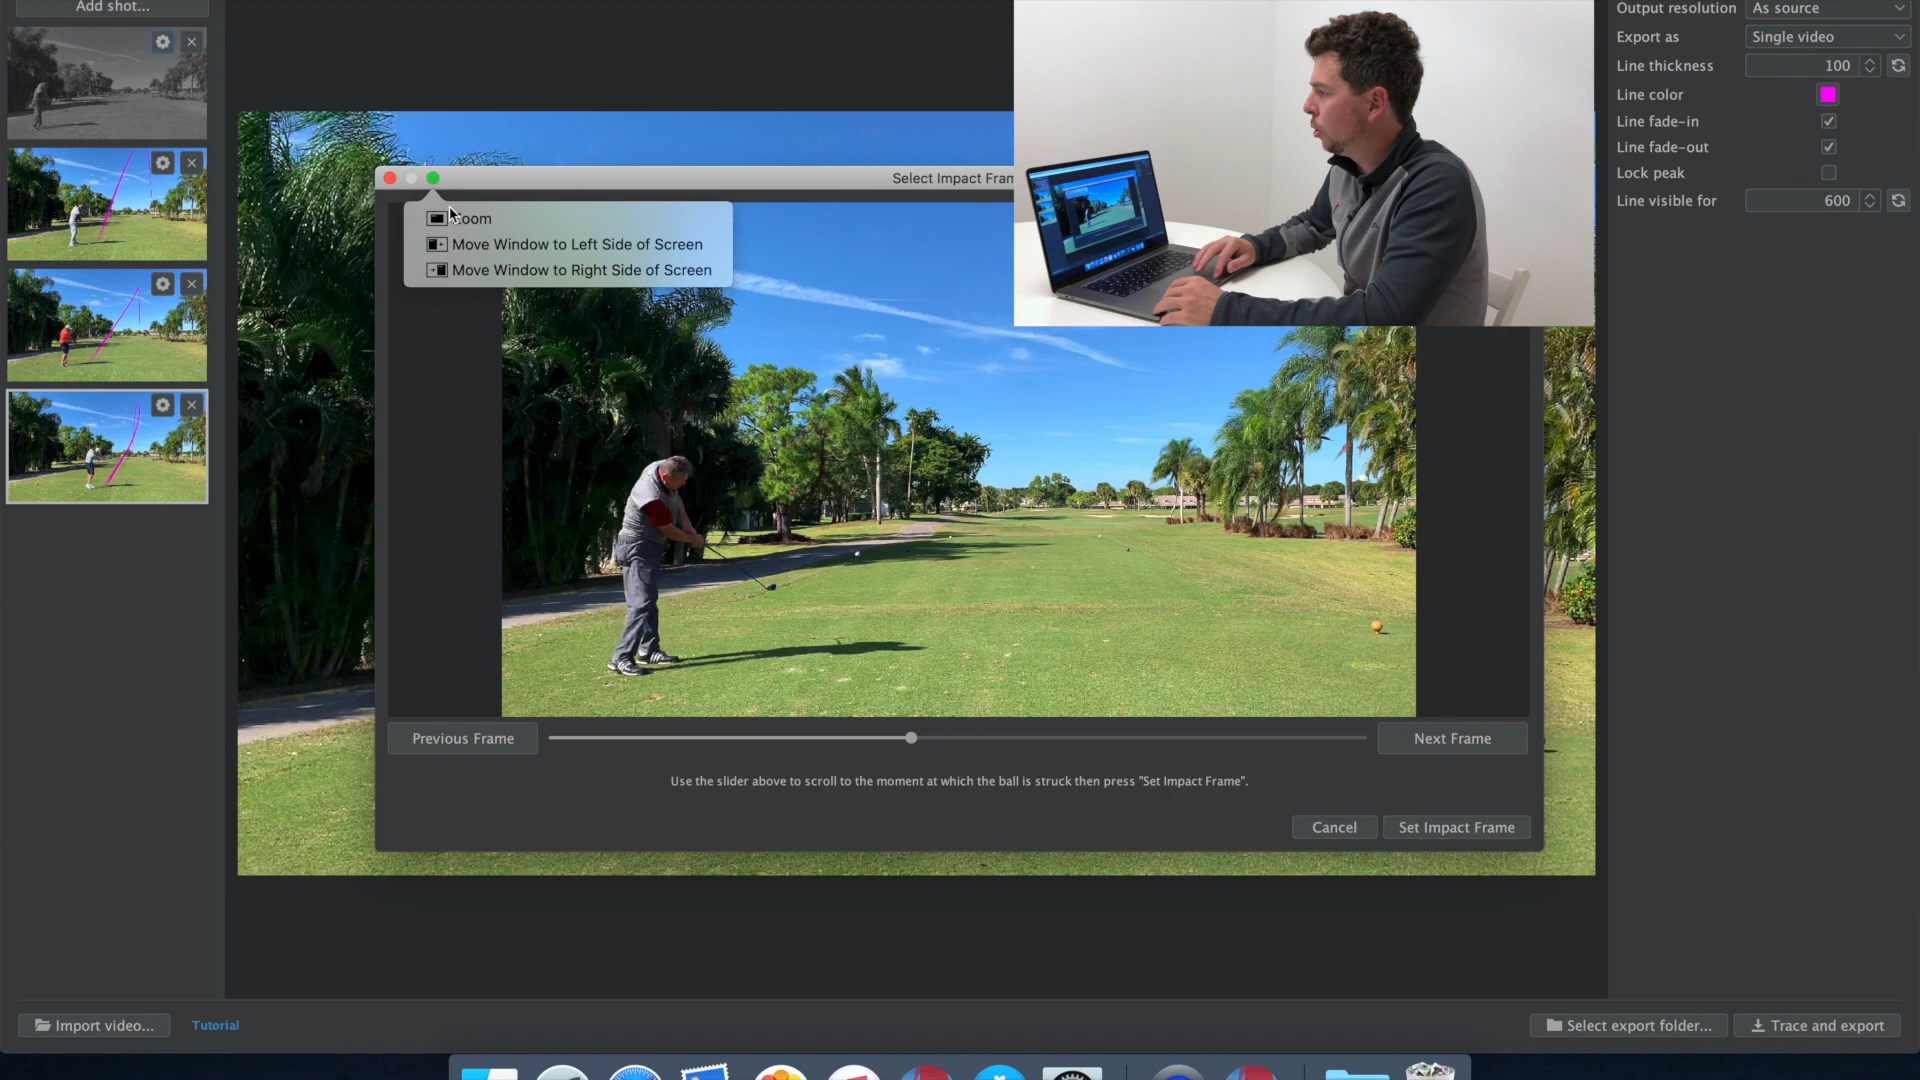 Add shot...
Output resolution As source
Export as Single video
Line thickness 100
Line color
Line fade-in
Line fade-out
Lock peak
Line visible for 600
Select Impact Fram
Move Window to Left Side of Screen
Move Window to Right Side of Screen
Previous Frame
Next Frame
Use the slider above to scroll to the moment at which the ball is struck then press "Set Impact Frame".
Cancel
Set Impact Frame
Import video...
Tutorial
Select export folder...
Trace and export